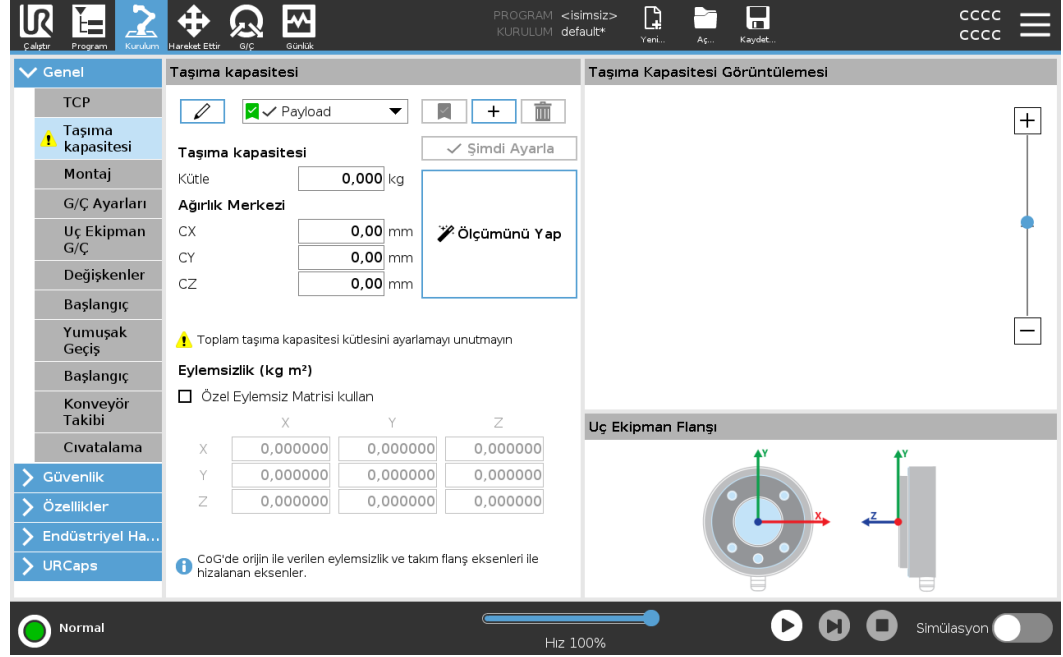 PROGRAM <isimsiz>
KURULUM default*
Çalıştır Program Kurulum Hareket Ettir G/Ç Günlük Yeni... Aç... Kaydet...
CCCC
CCCC
Genel
TCP
Taşıma
kapasitesi
Montaj
G/Ç Ayarları
Uç Ekipman
G/Ç
Değişkenler
Başlangıç
Yumuşak
Geçiş
Başlangıç
Konveyör
Takibi
Cıvatalama
Güvenlik
Özellikler
Endüstriyel Ha...
URCaps
Taşıma kapasitesi
Payload
Taşıma kapasitesi
Şimdi Ayarla
Kütle 0,000 kg
Ağırlık Merkezi
CX 0,00 mm
CY 0,00 mm
CZ 0,00 mm
Ölçümünü Yap
Toplam taşıma kapasitesi kütlesini ayarlamayı unutmayın
Eylemsizlik (kg m²)
Özel Eylemsiz Matrisi kullan
X Y Z
X 0,000000 0,000000 0,000000
Y 0,000000 0,000000 0,000000
Z 0,000000 0,000000 0,000000
CoG'de orijin ile verilen eylemsizlik ve takım flanş eksenleri ile
hizalanan eksenler.
Taşıma Kapasitesi Görüntülemesi
Uç Ekipman Flanşı
Y Y
X Z
Normal
Hız 100%
Simülasyon